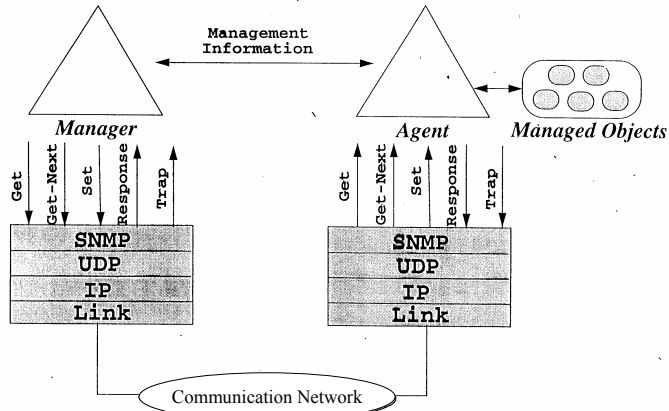 Management
Information
Manager
Agent
Managed Objects
Get
Get-Next
Set
Response
Trap
Get
Get-Next
Set
Response
Trap
SNMP
UDP
IP
Link
SNMP
UDP
IP
Link
Communication Network